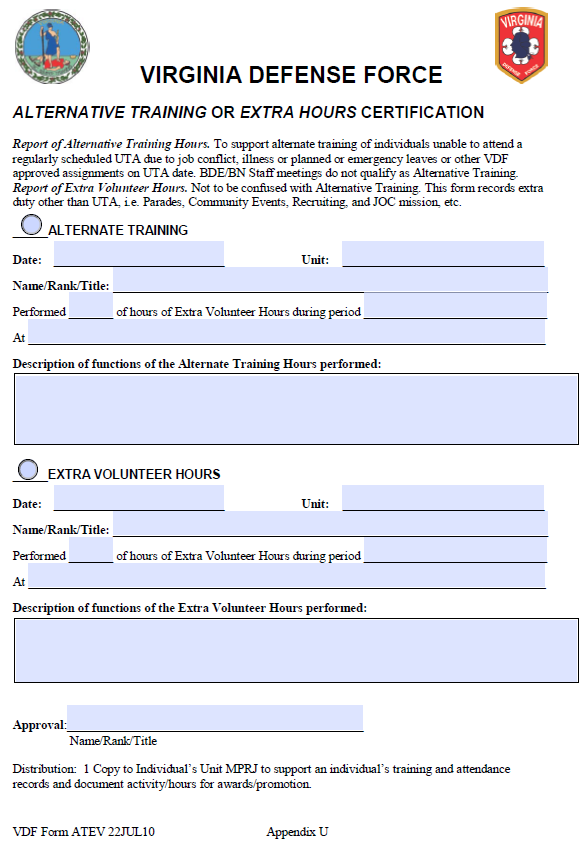 VIRGINIA
DEFENSE FORCE
VIRGINIA DEFENSE FORCE
ALTERNATIVE TRAINING OR EXTRA HOURS CERTIFICATION
Report of Alternative Training Hours. To support alternate training of individuals unable to attend a
regularly scheduled UTA due to job conflict, illness or planned or emergency leaves or other VDF
approved assignments on UTA date. BDE/BN Staff meetings do not qualify as Alternative Training.
Report of Extra Volunteer Hours. Not to be confused with Alternative Training. This form records extra
duty other than UTA, i.e. Parades, Community Events, Recruiting, and JOC mission, etc.
ALTERNATE TRAINING
Date: Unit:
Name/Rank/Title:
Performed of hours of Extra Volunteer Hours during period
At
Description of functions of the Alternate Training Hours performed:
EXTRA VOLUNTEER HOURS
Date: Unit:
Name/Rank/Title:
Performed of hours of Extra Volunteer Hours during period
At
Description of functions of the Extra Volunteer Hours performed:
Approval:
Name/Rank/Title
Distribution: 1 Copy to Individual's Unit MPRJ to support an individual's training and attendance
records and document activity/hours for awards/promotion.
VDF Form ATEV 22JUL10 Appendix U